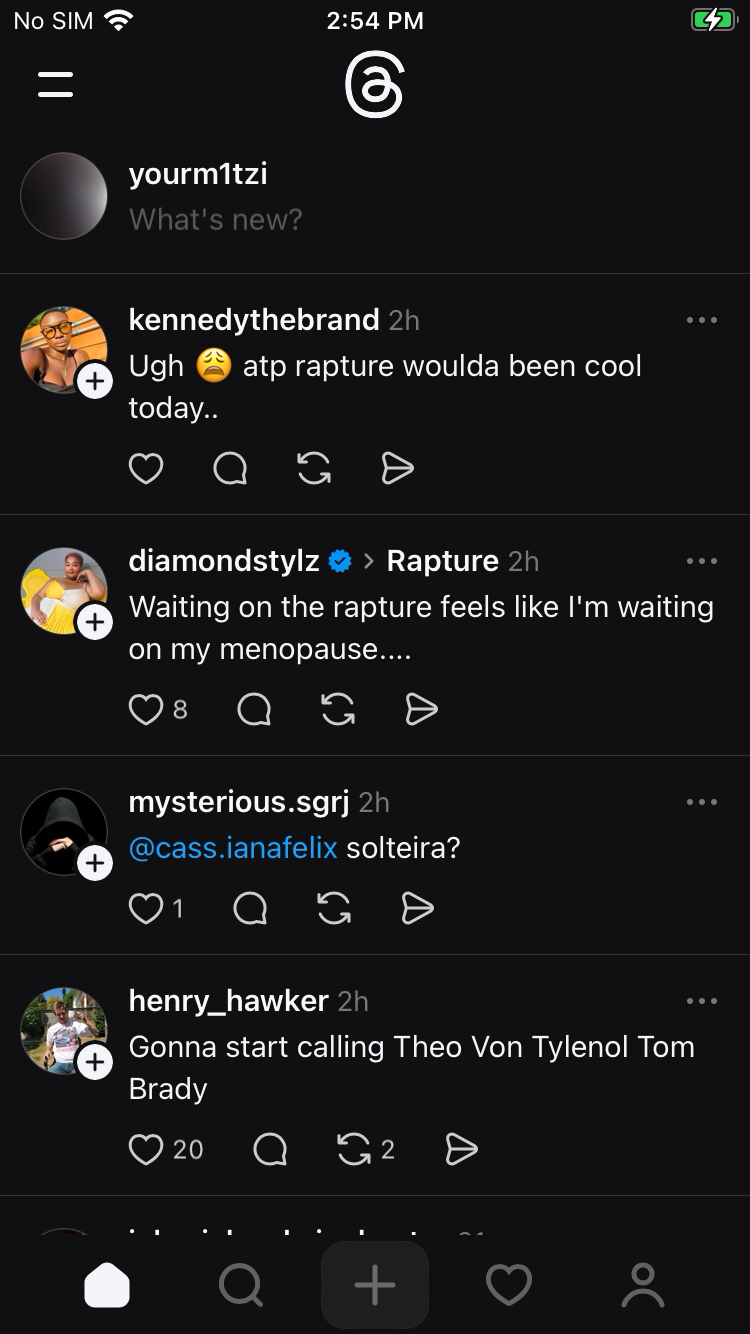 No SIM 2:54 PM
yourm1tzi
What's new?
kennedythebrand 2h
Ugh 😩 atp rapture woulda been cool
today..
diamondstylz > Rapture 2h
Waiting on the rapture feels like I'm waiting
on my menopause....
8
mysterious.sgrj 2h
@cass.ianafelix solteira?
1
henry_hawker 2h
Gonna start calling Theo Von Tylenol Tom
Brady
20 2